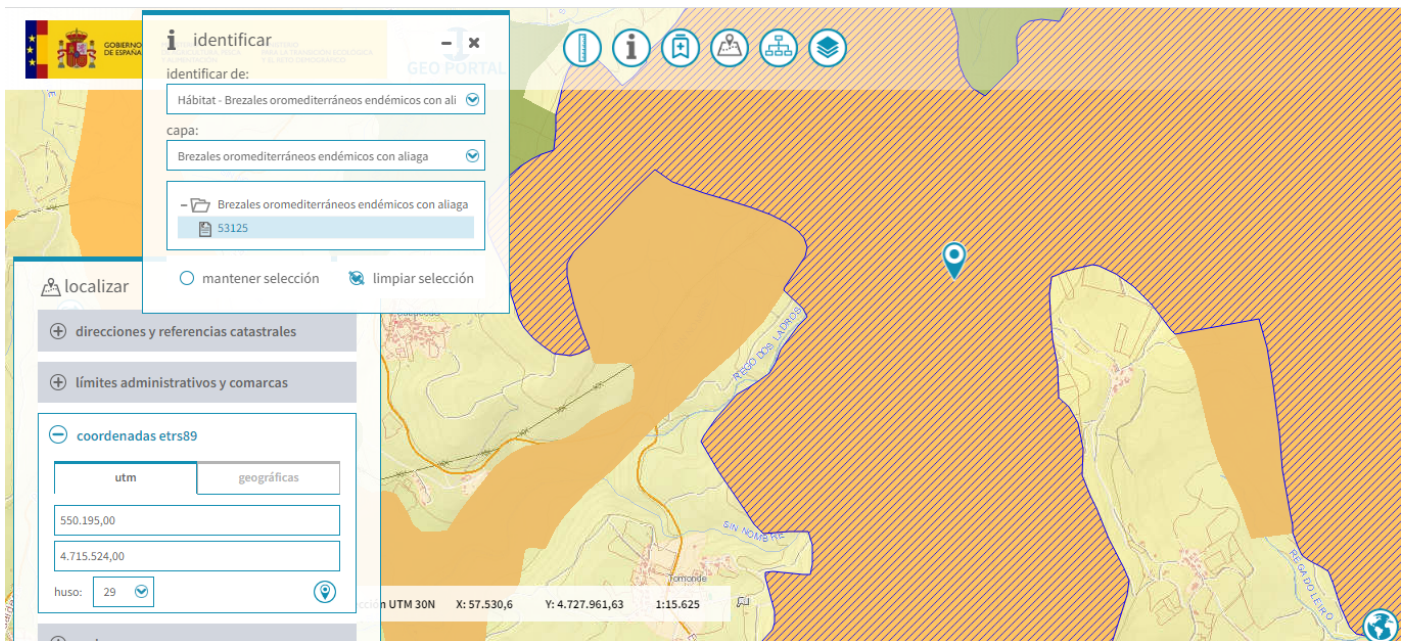 GOBIERNO
DE ESPAÑA
GEO PORTAL
identificar
identificar de:
Hábitat - Brezales oromediterráneos endémicos con ali
capa:
Brezales oromediterráneos endémicos con aliaga
Brezales oromediterráneos endémicos con aliaga
53125
mantener selección
limpiar selección
localizar
direcciones y referencias catastrales
límites administrativos y comarcas
coordenadas etrs89
utm
geográficas
550.195,00
4.715.524,00
huso: 29
REGO DOS LADROS
SIN NOMBRE
Tomonde
REGA DO LEIRO
UTM 30N X: 57.530,6 Y: 4.727.961,63 1:15.625